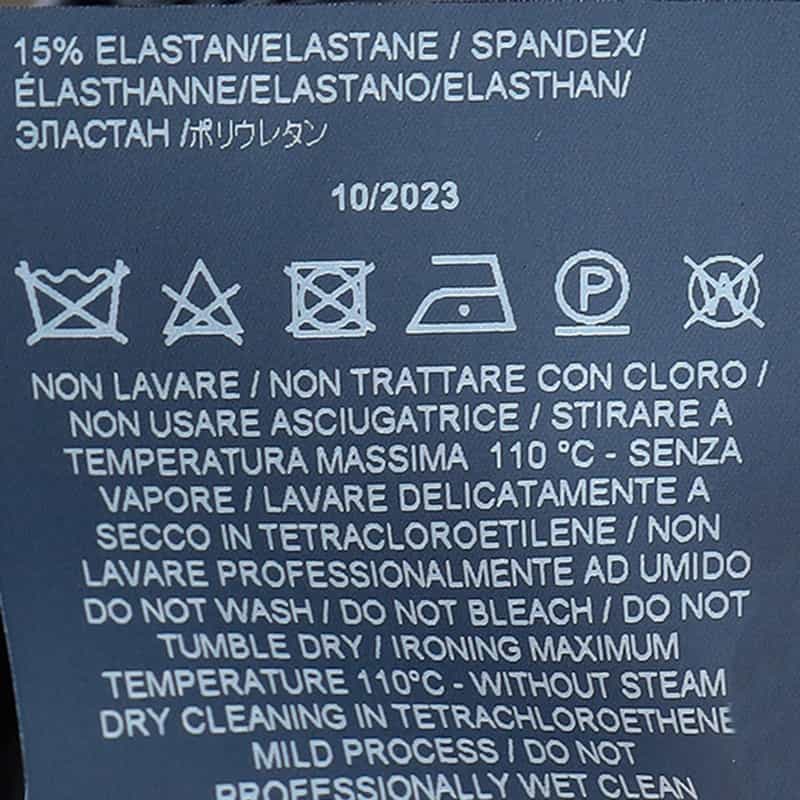 15% ELASTAN/ELASTANE / SPANDEX/
ÉLASTHANNE/ELASTANO/ELASTHAN/
ЭЛАСТАН /ポリウレタン
10/2023
P W
NON LAVARE / NON TRATTARE CON CLORO /
NON USARE ASCIUGATRICE / STIRARE A
TEMPERATURA MASSIMA 110 °C - SENZA
VAPORE / LAVARE DELICATAMENTE A
SECCO IN TETRACLOROETILENE / NON
LAVARE PROFESSIONALMENTE AD UMIDO
DO NOT WASH / DO NOT BLEACH / DO NOT
TUMBLE DRY / IRONING MAXIMUM
TEMPERATURE 110°C - WITHOUT STEAM
DRY CLEANING IN TETRACHLOROETHENE
MILD PROCESS / DO NOT
PROFESSIONALLY WET CLEAN